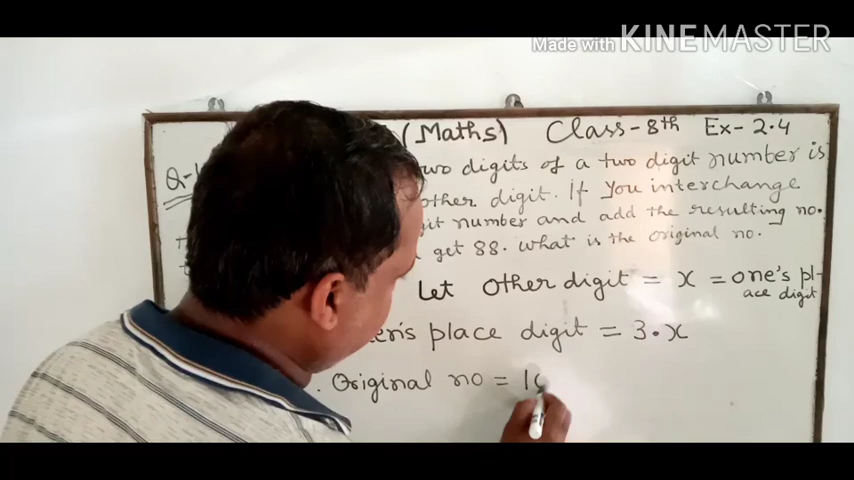 Made with KINEMASTER
(Maths) Class-8th Ex-2.4
Q-
two digits of a two digit number is
other digit. If you interchange
number and add the resulting no.
get 88. what is the original no.
Let Other digit = x = one's pl-
ace digit
place digit = 3.x
Original no = 10